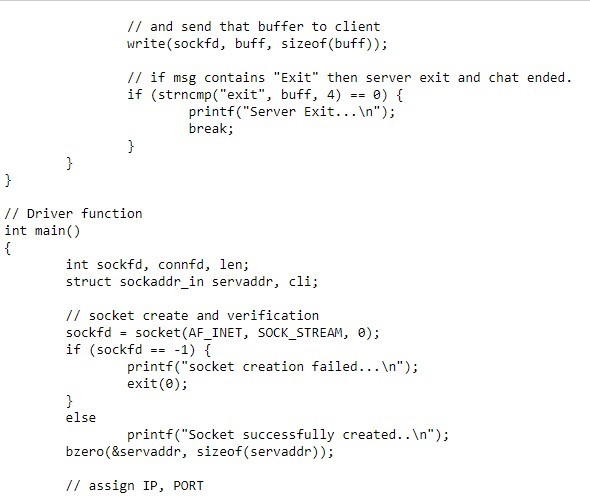 // and send that buffer to client
write(sockfd, buff, sizeof(buff));
// if msg contains "Exit" then server exit and chat ended.
if (strncmp("exit", buff, 4) == 0) {
printf("Server Exit...\n");
break;
}
}
}
// Driver function
int main()
{
int sockfd, connfd, len;
struct sockaddr_in servaddr, cli;
// socket create and verification
sockfd = socket(AF_INET, SOCK_STREAM, 0);
if (sockfd == -1) {
printf("socket creation failed...\n");
exit(0);
}
else
printf("Socket successfully created..\n");
bzero(&servaddr, sizeof(servaddr));
// assign IP, PORT